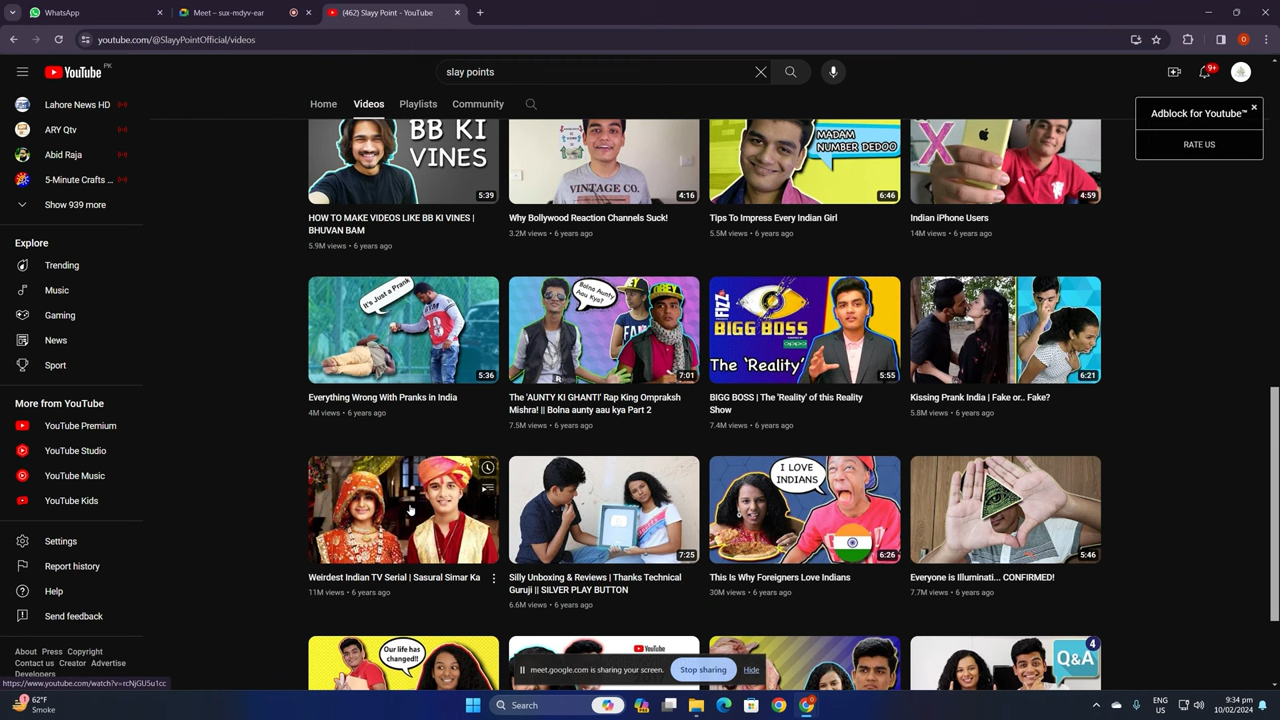 WhatsApp
Meet – sux-mdyv-ear
(462) Slayy Point - YouTube
youtube.com/@SlayyPointOfficial/videos
YouTube PK
slay points
9+
O
Home Videos Playlists Community
Adblock for Youtube™
RATE US
Lahore News HD
ARY Qtv
Abid Raja
5-Minute Crafts ...
Show 939 more
Explore
Trending
Music
Gaming
News
Sport
More from YouTube
YouTube Premium
YouTube Studio
YouTube Music
YouTube Kids
Settings
Report history
Help
Send feedback
About Press Copyright
Contact us Creator Advertise
Developers
https://www.youtube.com/watch?v=rcNjGU5u1cc
BB KI
VINES
5:39
HOW TO MAKE VIDEOS LIKE BB KI VINES |
BHUVAN BAM
5.9M views • 6 years ago
VINTAGE CO.
4:16
Why Bollywood Reaction Channels Suck!
3.2M views • 6 years ago
MADAM
NUMBER DEDOO
6:46
Tips To Impress Every Indian Girl
5.5M views • 6 years ago
X
4:59
Indian iPhone Users
14M views • 6 years ago
It's Just a Prank
5:36
Everything Wrong With Pranks in India
4M views • 6 years ago
Bolna Aunty
Aau Kya?
OBEY
FAN
7:01
The 'AUNTY KI GHANTI' Rap King Ompraksh
Mishra! || Bolna aunty aau kya Part 2
7.5M views • 6 years ago
FIZZ
BIGG BOSS
oppo
The 'Reality'
5:55
BIGG BOSS | The 'Reality' of this Reality
Show
7.4M views • 6 years ago
6:21
Kissing Prank India | Fake or.. Fake?
5.8M views • 6 years ago
Weirdest Indian TV Serial | Sasural Simar Ka
11M views • 6 years ago
7:25
Silly Unboxing & Reviews | Thanks Technical
Guruji || SILVER PLAY BUTTON
6.6M views • 6 years ago
I LOVE
INDIANS
6:26
This Is Why Foreigners Love Indians
30M views • 6 years ago
5:46
Everyone is Illuminati... CONFIRMED!
7.7M views • 6 years ago
Our life has
changed!!
YouTube
4
Q&A
meet.google.com is sharing your screen.
Stop sharing
Hide
62°F
Smoke
Search
ENG
US
9:34 pm
10/02/2024